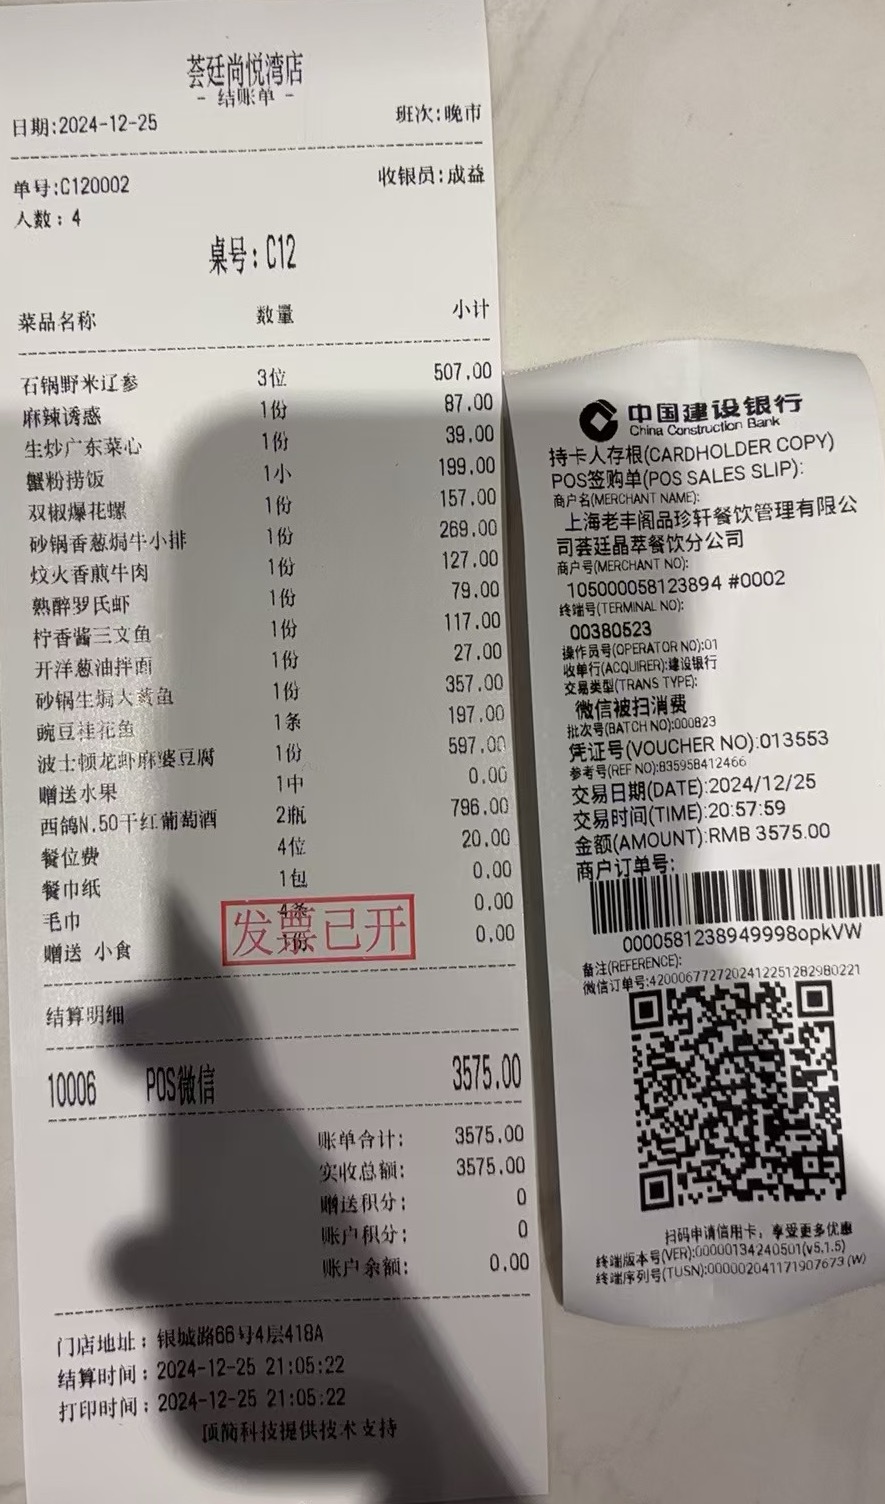 荟廷尚悦湾店
- 结账单 -
日期:2024-12-25 班次:晚市
单号:C120002 收银员:成益
人数: 4
桌号: C12
菜品名称 数量 小计
石锅野米辽参 3位 507.00
麻辣诱惑 1份 87.00
生炒广东菜心 1份 39.00
蟹粉捞饭 1小 199.00
双椒爆花螺 1份 157.00
砂锅香葱焗牛小排 1份 269.00
炆火香煎牛肉 1份 127.00
熟醉罗氏虾 1份 79.00
柠香酱三文鱼 1份 117.00
开洋葱油拌面 1份 27.00
砂锅生焗大黄鱼 1份 357.00
豌豆桂花鱼 1条 197.00
波士顿龙虾麻婆豆腐 1份 597.00
赠送水果 1中 0.00
西鸽N.50干红葡萄酒 2瓶 796.00
餐位费 4位 20.00
餐巾纸 1包 0.00
毛巾 4条 0.00
赠送 小食 1份 0.00
发票已开
结算明细
10006 POS微信 3575.00
账单合计: 3575.00
实收总额: 3575.00
赠送积分: 0
账户积分: 0
账户余额: 0.00
门店地址: 银城路66号4层418A
结算时间: 2024-12-25 21:05:22
打印时间: 2024-12-25 21:05:22
顶简科技提供技术支持
中国建设银行
China Construction Bank
持卡人存根(CARDHOLDER COPY)
POS签购单(POS SALES SLIP):
商户名(MERCHANT NAME):
上海老丰阁品珍轩餐饮管理有限公
司荟廷晶萃餐饮分公司
商户号(MERCHANT NO):
105000058123894 #0002
终端号(TERMINAL NO):
00380523
操作员号(OPERATOR NO):01
收单行(ACQUIRER):建设银行
交易类型(TRANS TYPE):
微信被扫消费
批次号(BATCH NO):000823
凭证号(VOUCHER NO):013553
参考号(REF NO):835958412466
交易日期(DATE):2024/12/25
交易时间(TIME):20:57:59
金额(AMOUNT):RMB 3575.00
商户订单号:
0000581238949998opkVW
备注(REFERENCE):
微信订单号:4200067727202412251282980221
扫码申请信用卡，享受更多优惠
终端版本号(VER):00000134240501(v5.1.5)
终端序列号(TUSN):000002041171907673 (W)